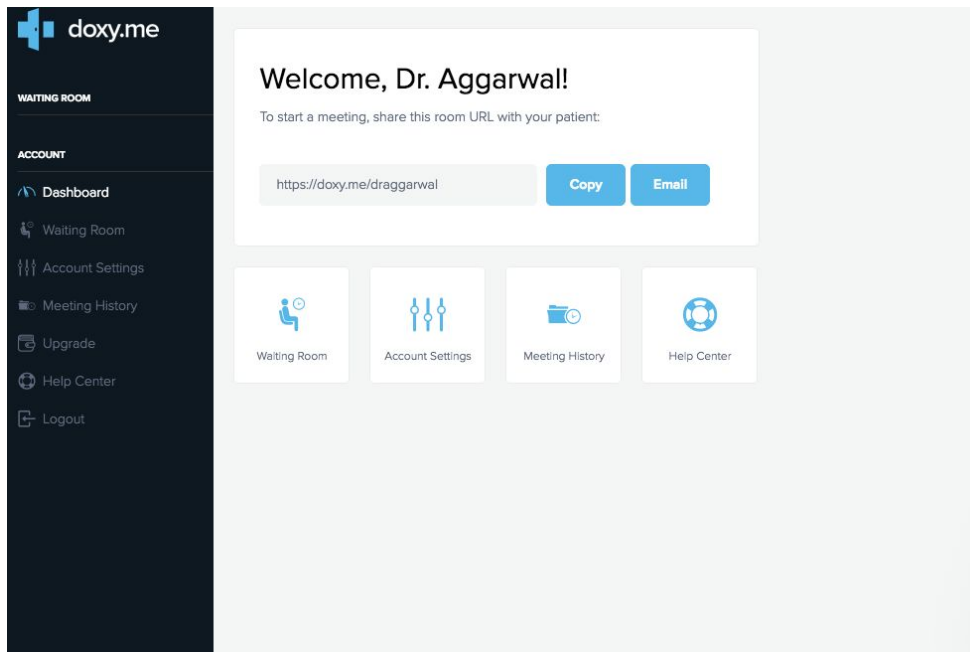 doxy.me
WAITING ROOM
ACCOUNT
Dashboard
Waiting Room
Account Settings
Meeting History
Upgrade
Help Center
Logout
Welcome, Dr. Aggarwal!
To start a meeting, share this room URL with your patient:
https://doxy.me/draggarwal
Copy
Email
Waiting Room
Account Settings
Meeting History
Help Center